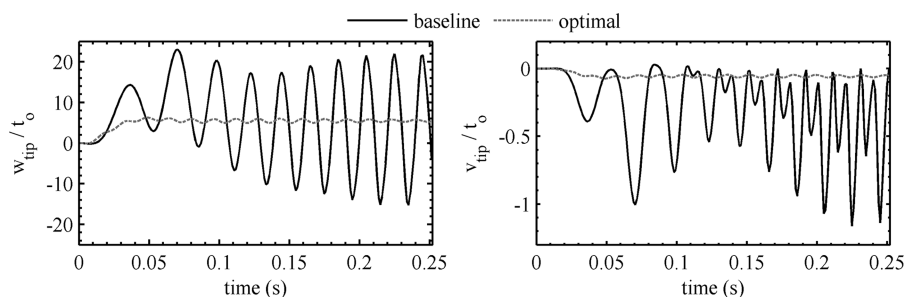 baseline optimal
w_tip / t_o
20
10
0
-10
-20
0 0.05 0.1 0.15 0.2 0.25
time (s)
v_tip / t_o
0
-0.5
-1
0 0.05 0.1 0.15 0.2 0.25
time (s)